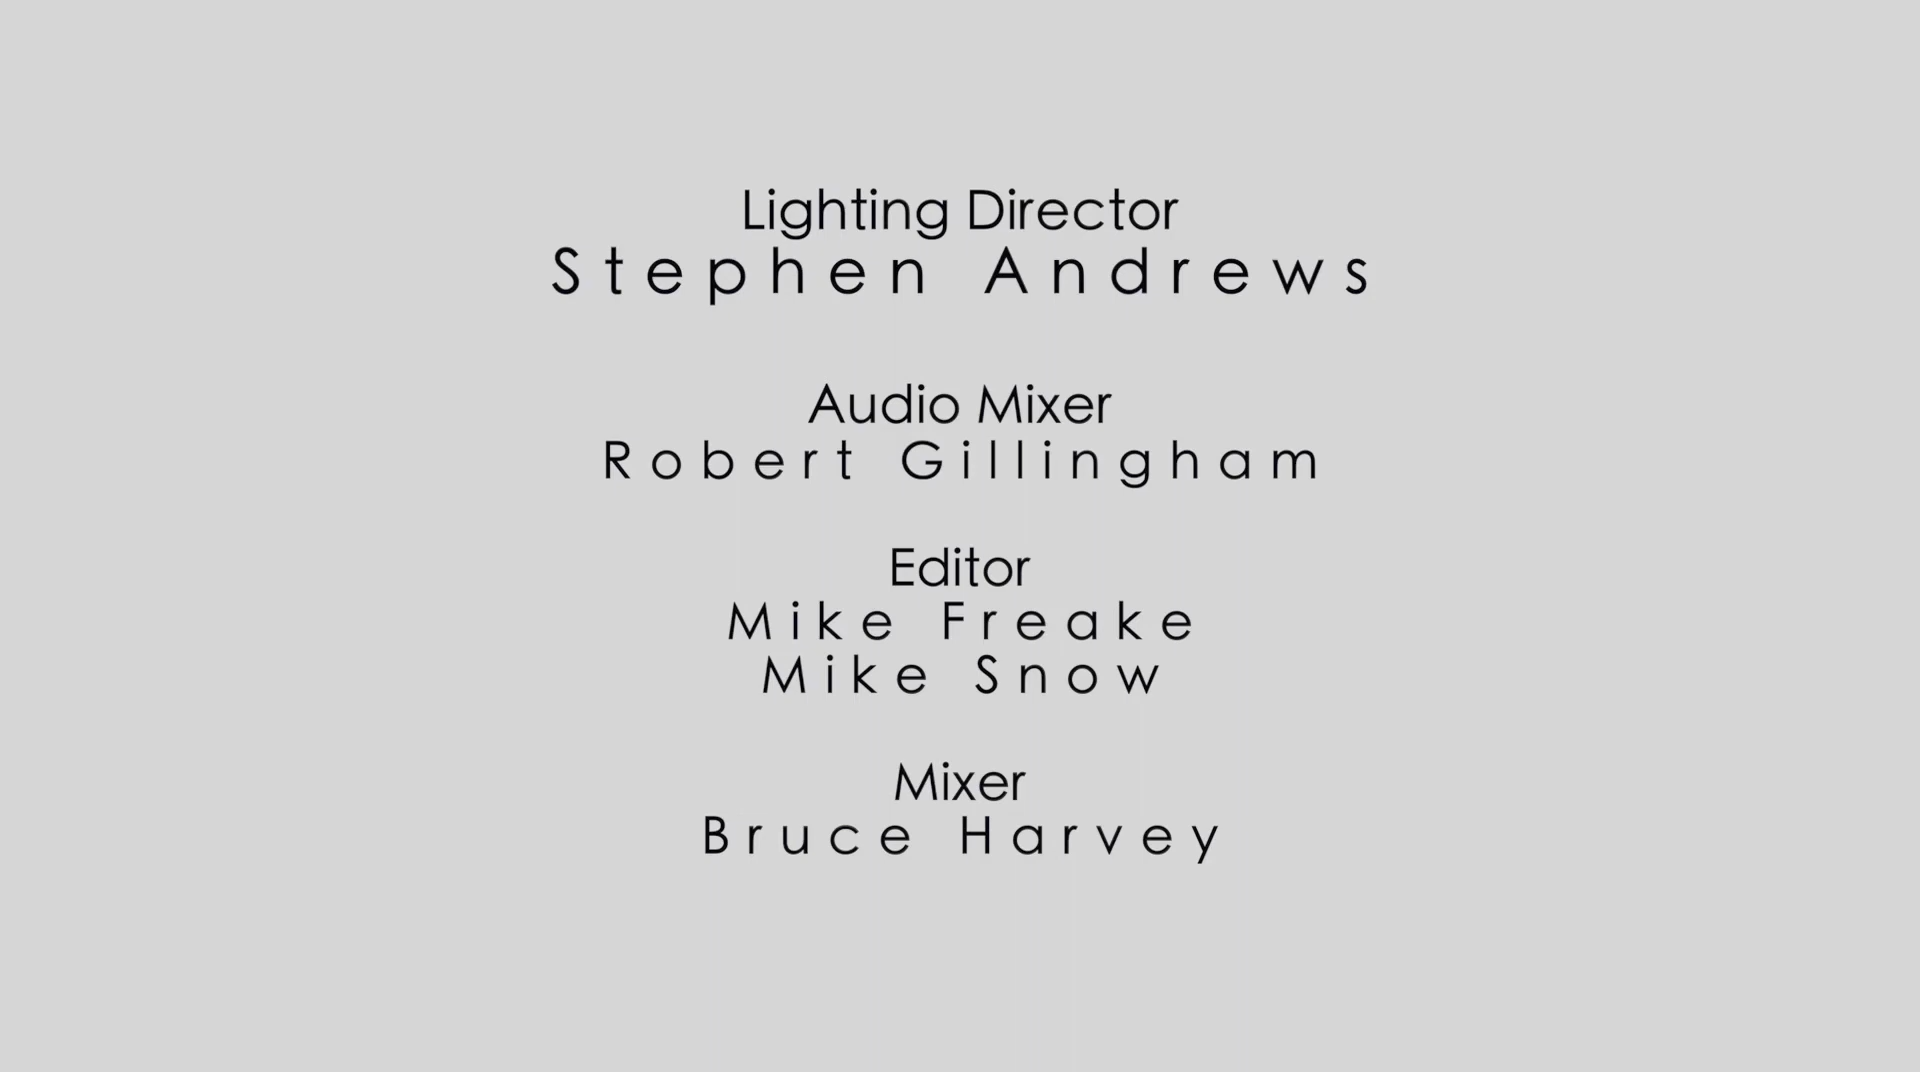 Lighting Director
Stephen Andrews
Audio Mixer
Robert Gillingham
Editor
Mike Freake
Mike Snow
Mixer
Bruce Harvey